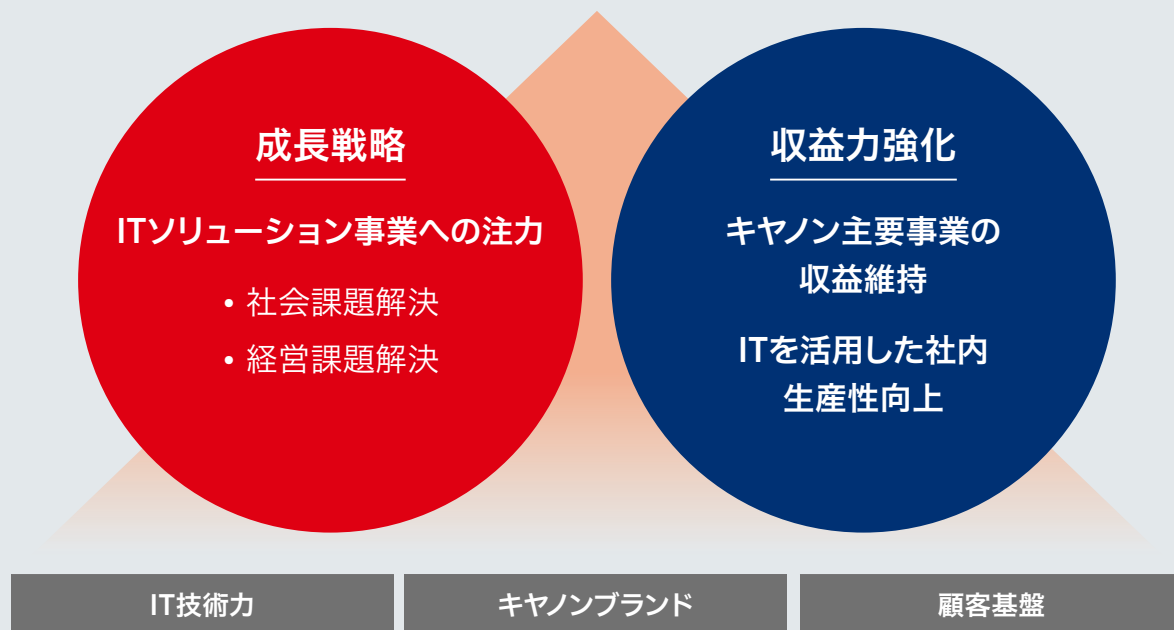 成長戦略
ITソリューション事業への注力
• 社会課題解決
• 経営課題解決
収益力強化
キヤノン主要事業の
収益維持
ITを活用した社内
生産性向上
IT技術力
キヤノンブランド
顧客基盤